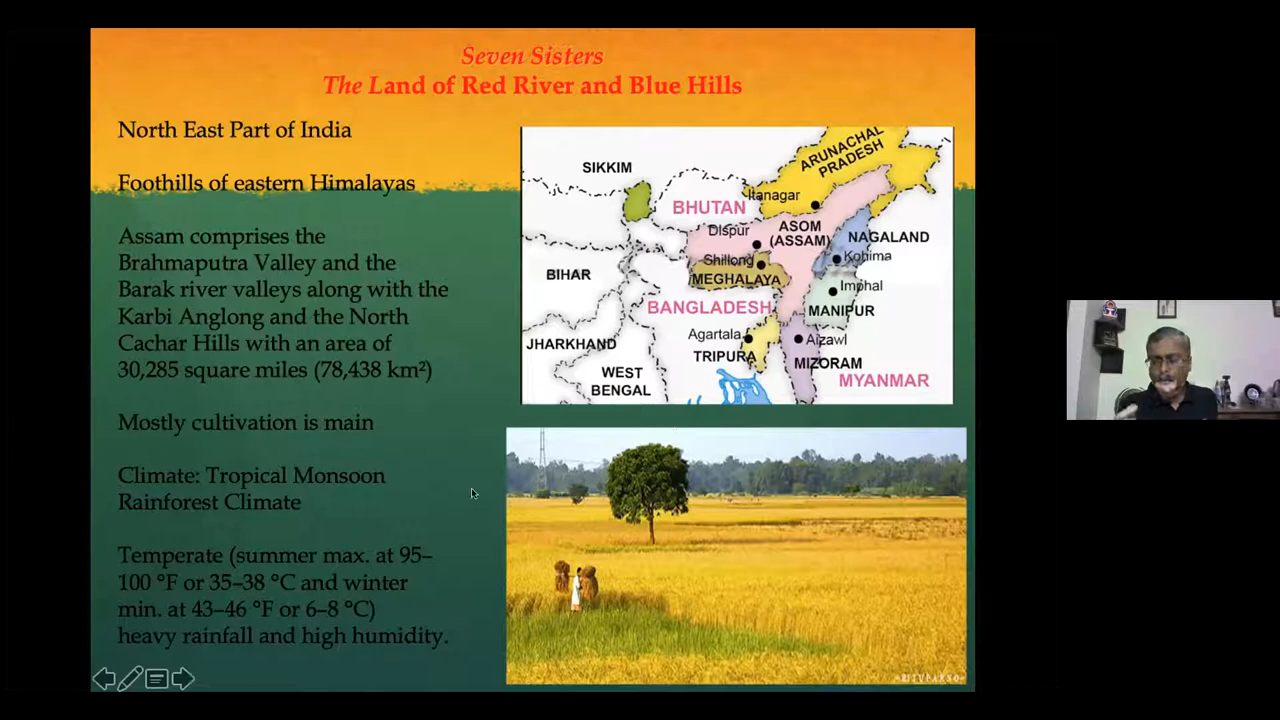 Seven Sisters
The Land of Red River and Blue Hills
North East Part of India
Foothills of eastern Himalayas
Assam comprises the
Brahmaputra Valley and the
Barak river valleys along with the
Karbi Anglong and the North
Cachar Hills with an area of
30,285 square miles (78,438 km²)
Mostly cultivation is main
Climate: Tropical Monsoon
Rainforest Climate
Temperate (summer max. at 95–
100 °F or 35–38 °C and winter
min. at 43–46 °F or 6–8 °C)
heavy rainfall and high humidity.
ARUNACHAL
PRADESH
SIKKIM
Itanagar
BHUTAN
Dispur
ASOM
(ASSAM)
NAGALAND
Shillong
Kohima
BIHAR
MEGHALAYA
Imphal
BANGLADESH
MANIPUR
Agartala
Aizawl
JHARKHAND
TRIPURA
MIZORAM
WEST
BENGAL
MYANMAR